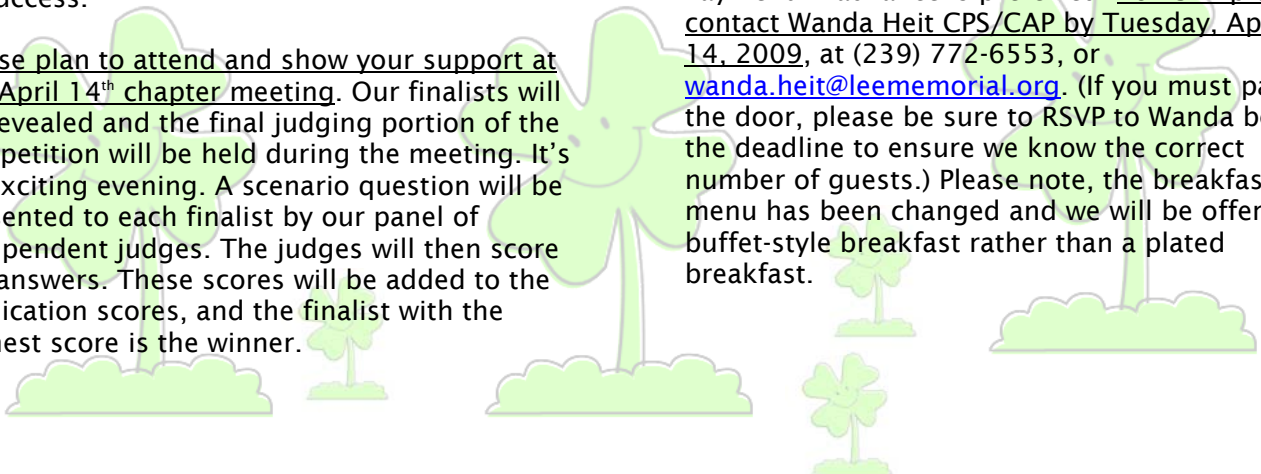 success.
se plan to attend and show your support at
April 14th chapter meeting. Our finalists will
evealed and the final judging portion of the
petition will be held during the meeting. It's
xciting evening. A scenario question will be
ented to each finalist by our panel of
pendent judges. The judges will then score
answers. These scores will be added to the
ication scores, and the finalist with the
est score is the winner.
contact Wanda Heit CPS/CAP by Tuesday, Ap
14, 2009, at (239) 772-6553, or
wanda.heit@leememorial.org. (If you must pa
the door, please be sure to RSVP to Wanda be
the deadline to ensure we know the correct
number of guests.) Please note, the breakfas
menu has been changed and we will be offer
buffet-style breakfast rather than a plated
breakfast.